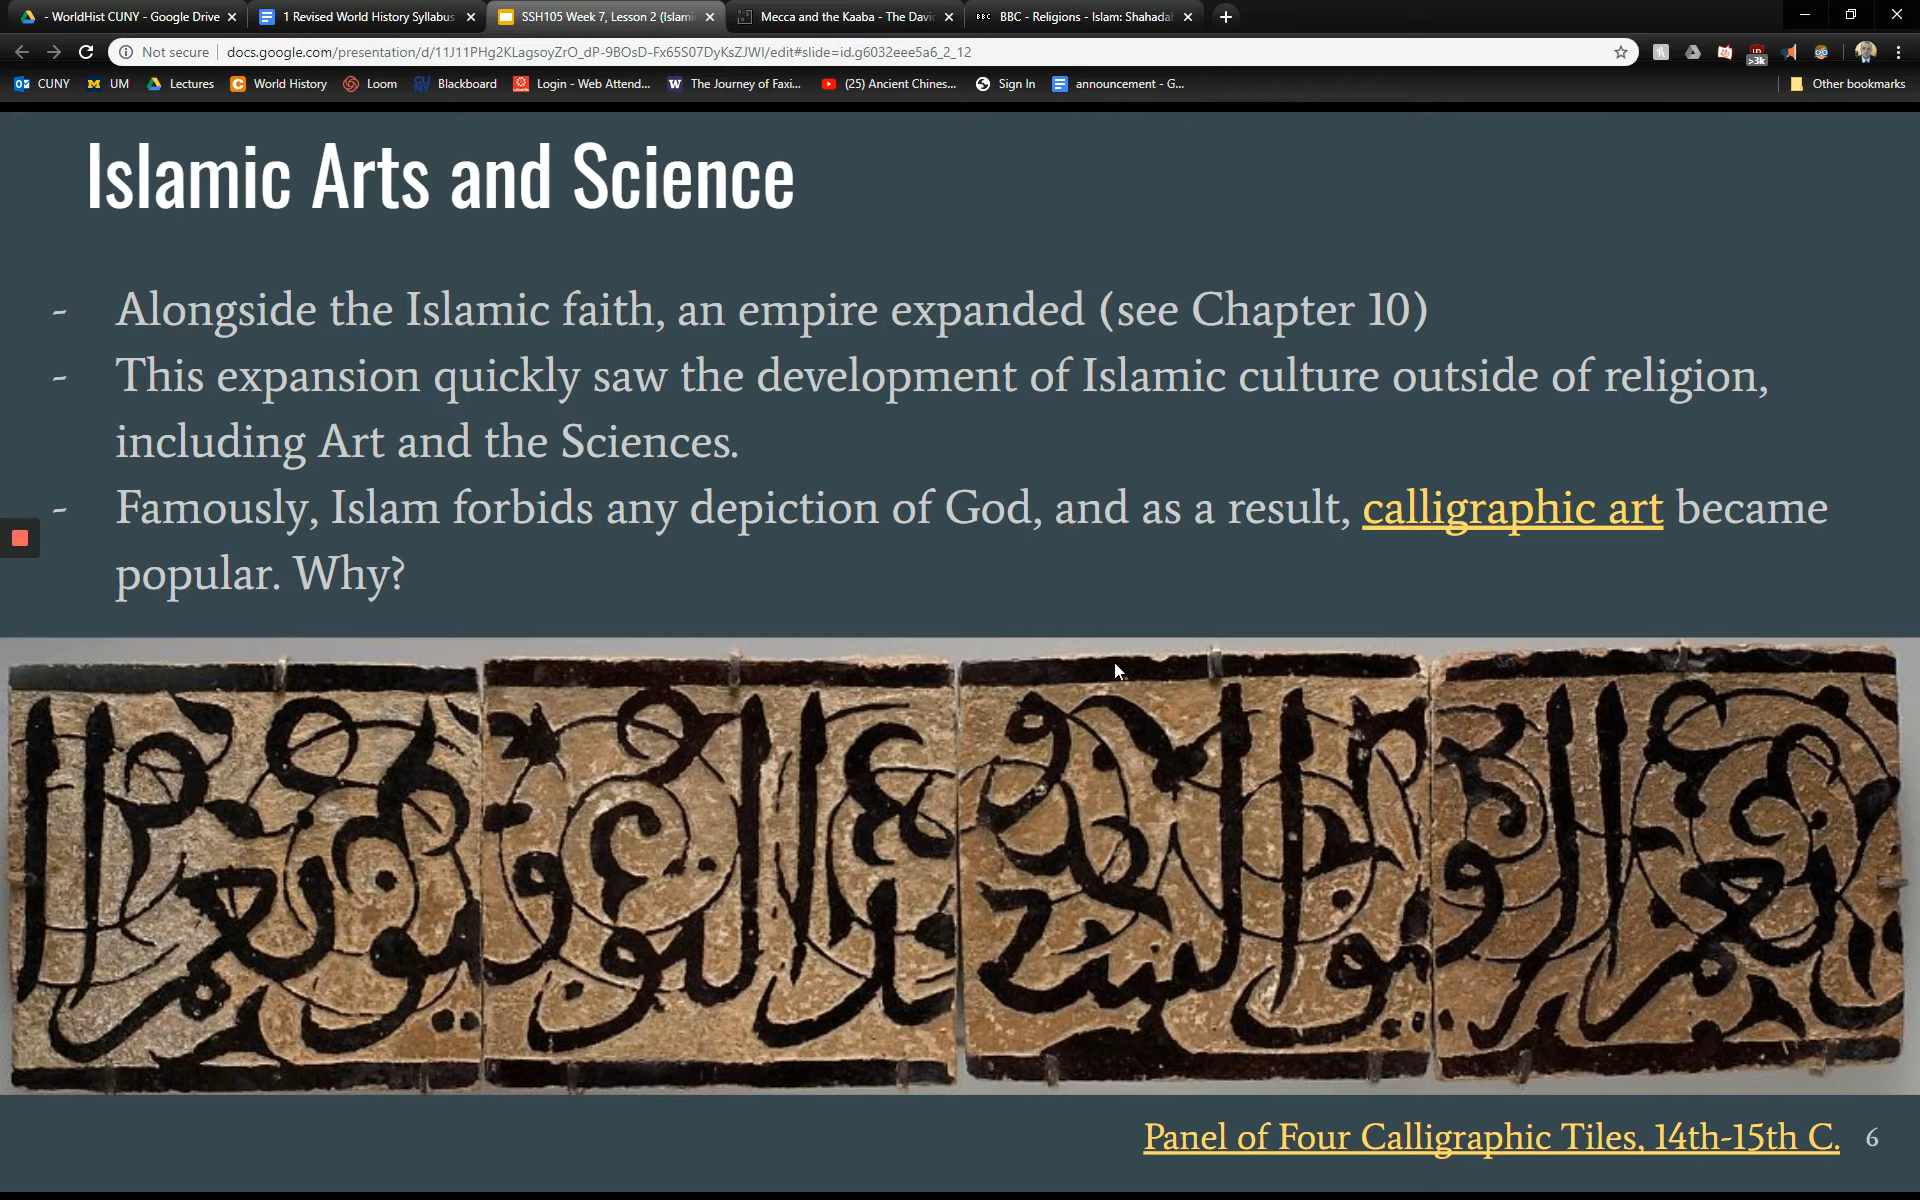 - WorldHist CUNY - Google Drive
1 Revised World History Syllabus
SSH105 Week 7, Lesson 2 (Islami
Mecca and the Kaaba - The Davi
BBC BBC - Religions - Islam: Shahada
Not secure
docs.google.com/presentation/d/11J11PHg2KLagsoyZrO_dP-9BOsD-Fx65S07DyKsZJWI/edit#slide=id.g6032eee5a6_2_12
>3k
CUNY
UM
Lectures
World History
Loom
Blackboard
Login - Web Attend...
The Journey of Faxi...
(25) Ancient Chines...
Sign In
announcement - G...
Other bookmarks
Islamic Arts and Science
- Alongside the Islamic faith, an empire expanded (see Chapter 10)
- This expansion quickly saw the development of Islamic culture outside of religion,
including Art and the Sciences.
- Famously, Islam forbids any depiction of God, and as a result, calligraphic art became
popular. Why?
Panel of Four Calligraphic Tiles, 14th-15th C.
6